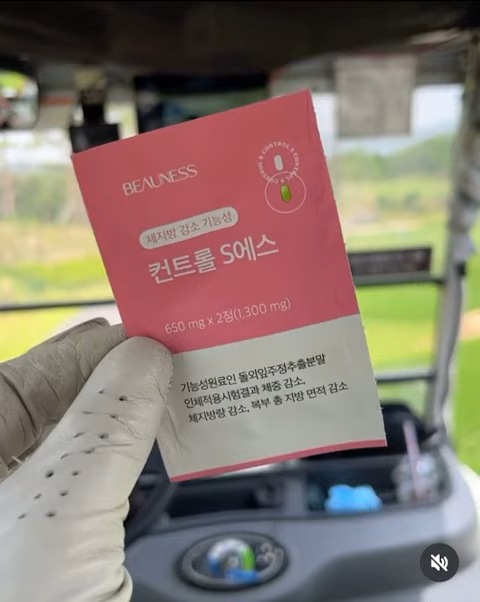 BEAUNESS
체지방 감소 기능성
컨트롤 S에스
650 mg x 2정(1,300 mg)
기능성원료인 돌외잎주정추출분말
인체적용시험결과 체중 감소,
체지방량 감소, 복부 총 지방 면적 감소